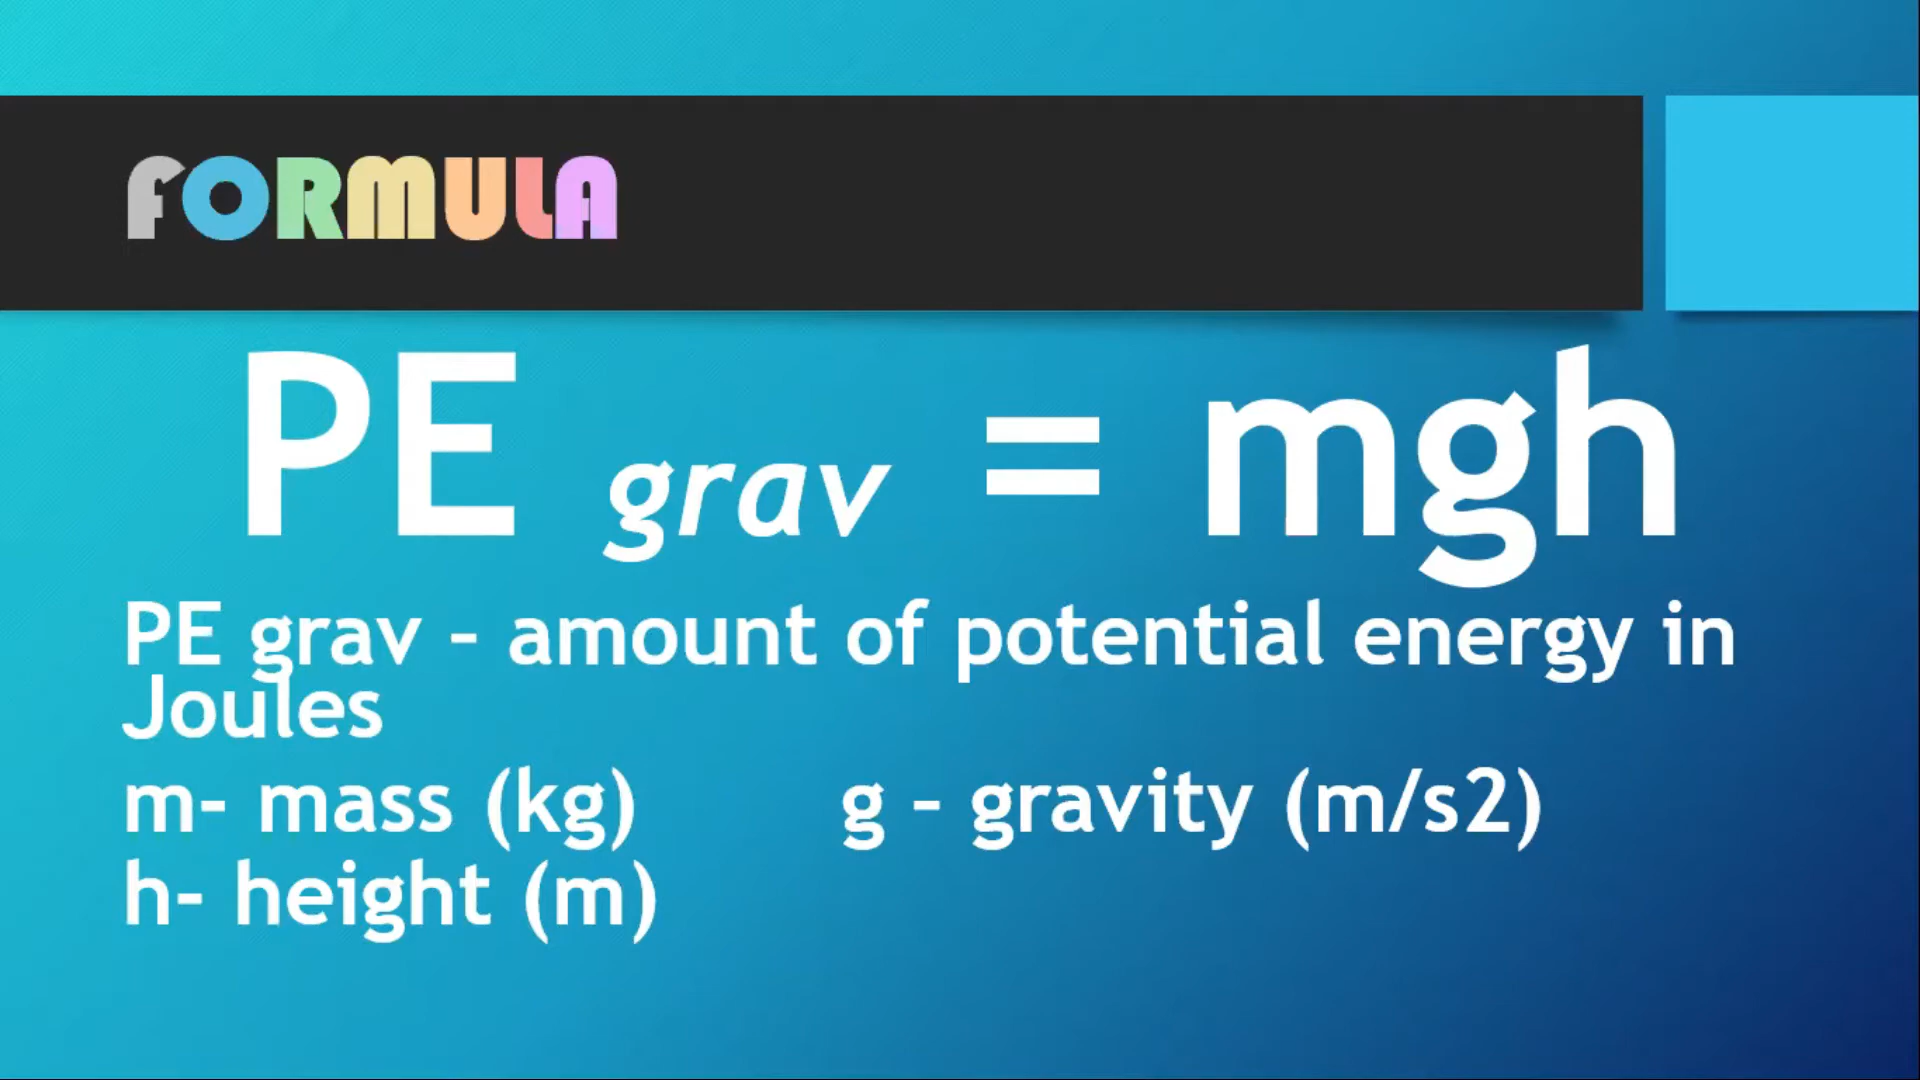 FORMULA
PE grav = mgh
PE grav – amount of potential energy in
Joules
m- mass (kg) g – gravity (m/s2)
h- height (m)